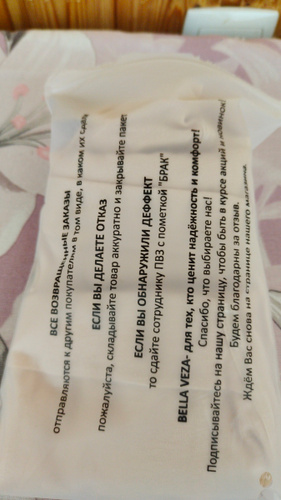 ВСЕ ВОЗВРАЩЕННЫЕ ЗАКАЗЫ
отправляются к другим покупателям в том виде, в каком их сдали
ЕСЛИ ВЫ ДЕЛАЕТЕ ОТКАЗ
пожалуйста, складывайте товар аккуратно и закрывайте пакет
ЕСЛИ ВЫ ОБНАРУЖИЛИ ДЕФФЕКТ
то сдайте сотруднику ПВЗ с пометкой "БРАК"
BELLA VEZA- для тех, кто ценит надёжность и комфорт!
Спасибо, что выбираете нас!
Подписывайтесь на нашу страницу, чтобы быть в курсе акций и новинок!
Будем благодарны за отзыв.
Ждём Вас снова на странице нашего магазина